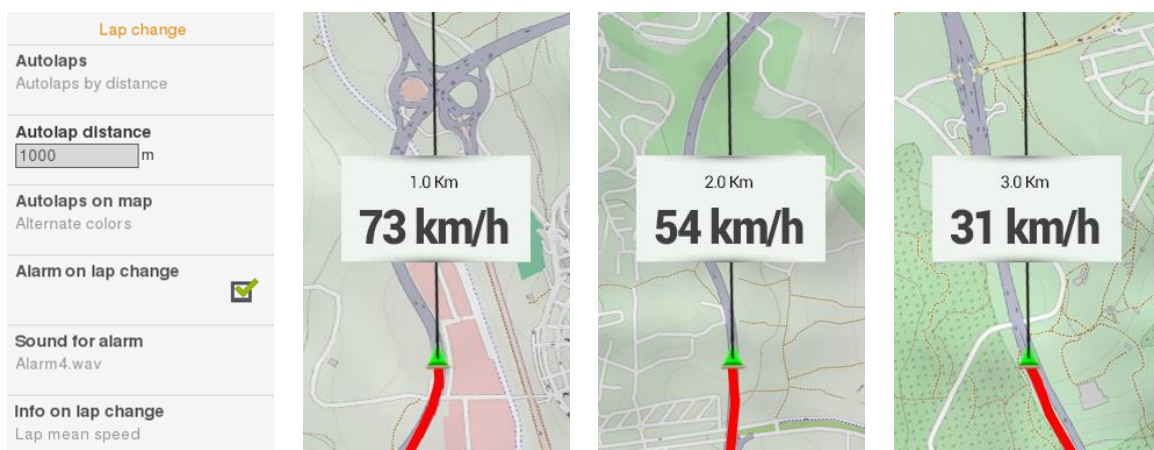 Lap change
Autolaps
Autolaps by distance
Autolap distance
1000 m
Autolaps on map
Alternate colors
Alarm on lap change
Sound for alarm
Alarm4.wav
Info on lap change
Lap mean speed
1.0 Km
73 km/h
2.0 Km
54 km/h
3.0 Km
31 km/h